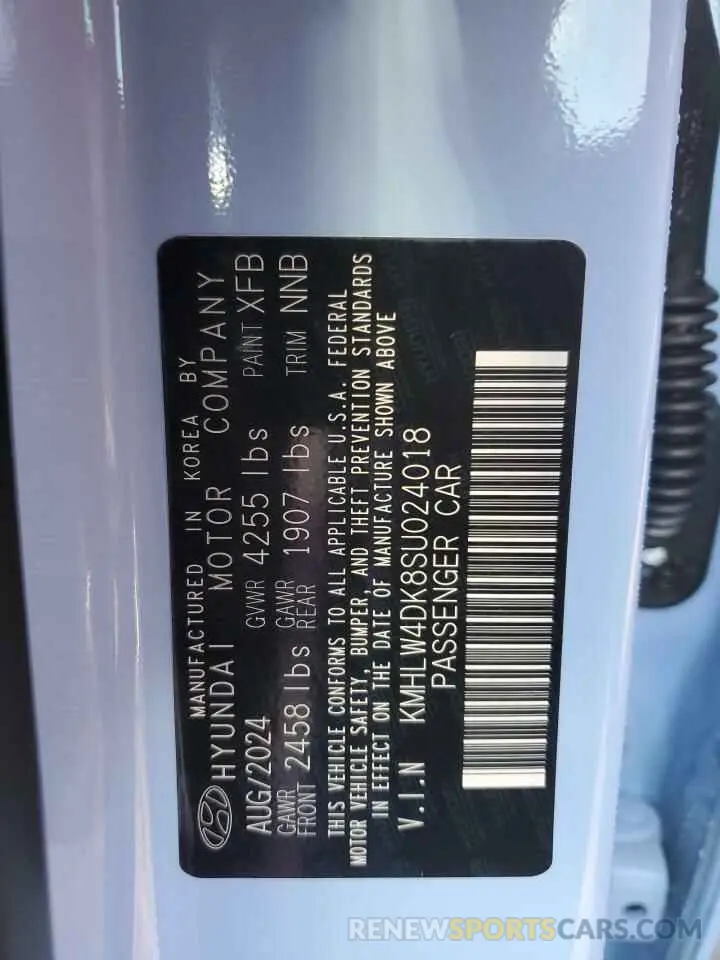 MANUFACTURED IN KOREA BY
HYUNDAI MOTOR COMPANY
AUG/2024 GVWR 4255 lbs PAINT XFB
GAWR FRONT 2458 lbs GAWR REAR 1907 lbs TRIM NNB
THIS VEHICLE CONFORMS TO ALL APPLICABLE U.S.A. FEDERAL
MOTOR VEHICLE SAFETY, BUMPER, AND THEFT PREVENTION STANDARDS
IN EFFECT ON THE DATE OF MANUFACTURE SHOWN ABOVE
V.I.N KMHLW4DK8SU024018
PASSENGER CAR
RENEWSPORTSCARS.COM